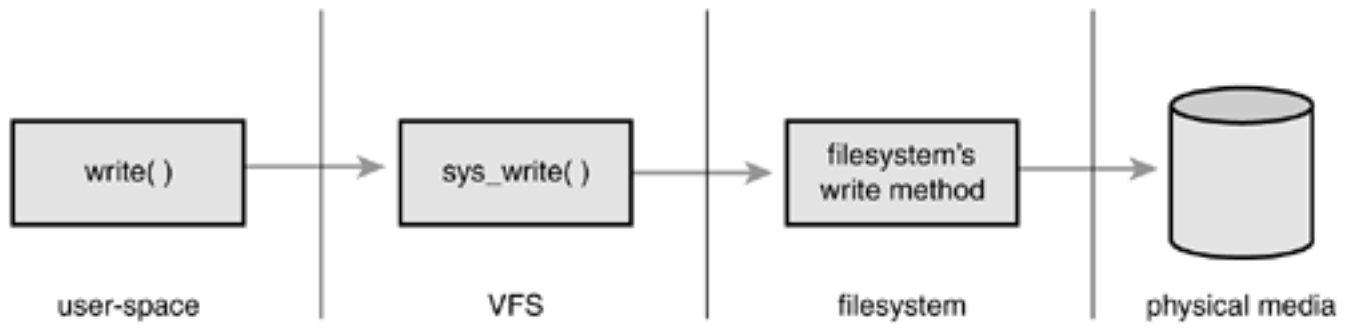 write( )
sys_write( )
filesystem's
write method
user-space
VFS
filesystem
physical media